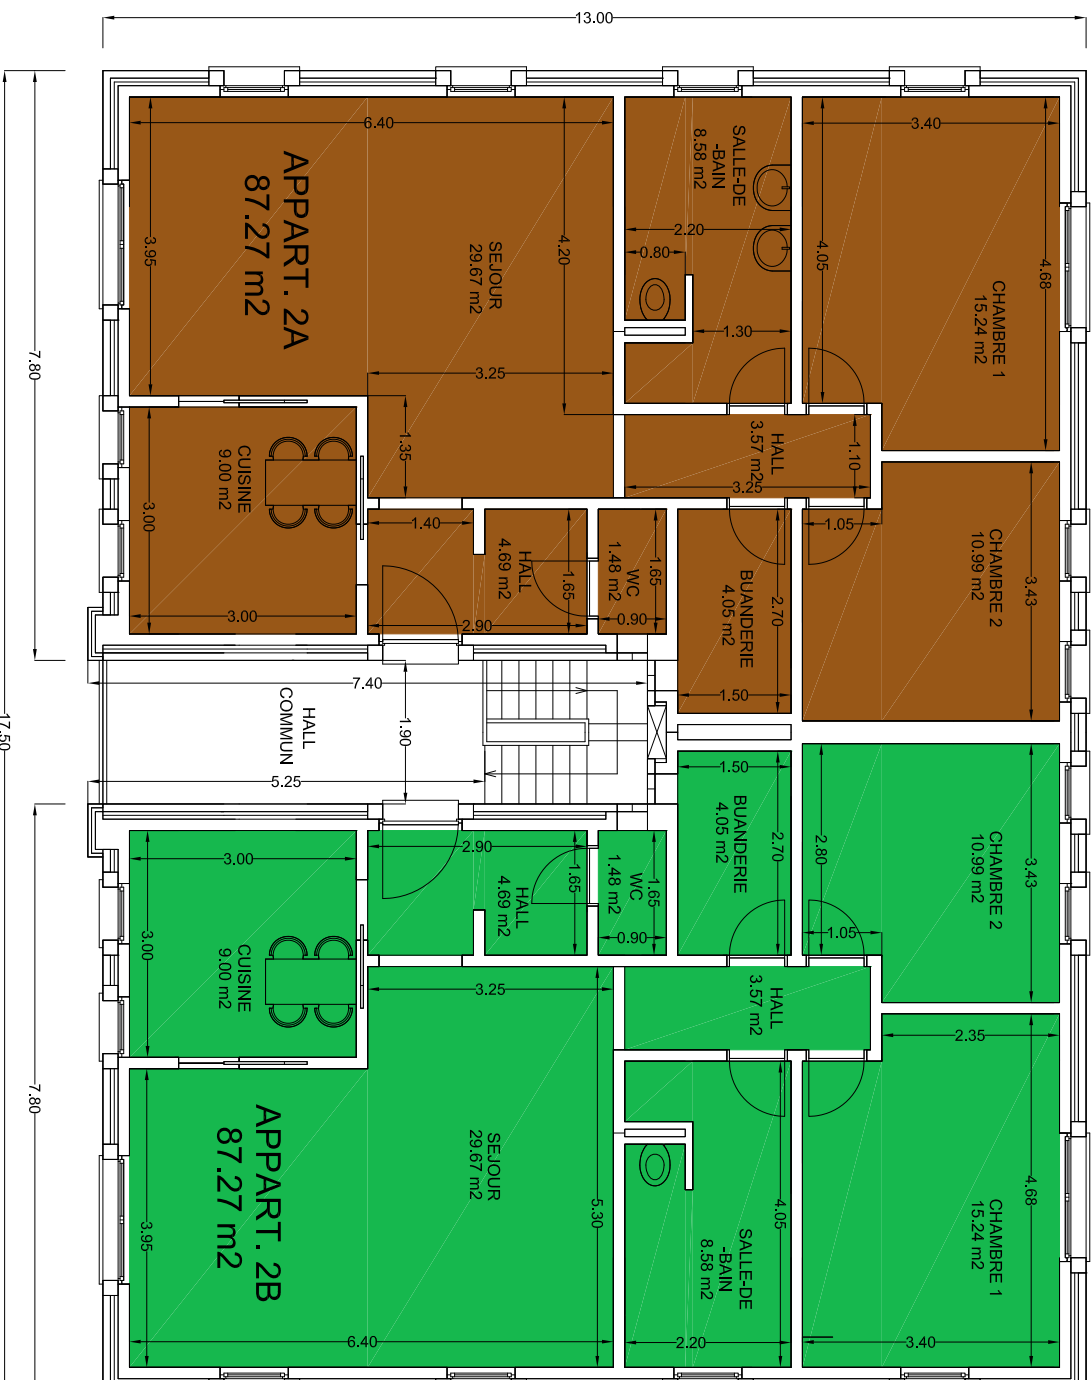 13.00
17.50
7.80
7.80
APPART. 2A
87.27 m2
6.40
3.95
SEJOUR
29.67 m2
4.20
3.25
1.35
SALLE-DE
-BAIN
8.58 m2
2.20
0.80
1.30
CHAMBRE 1
15.24 m2
3.40
4.05
4.68
HALL
3.57 m2
1.10
3.25
CUISINE
9.00 m2
3.00
3.00
HALL
4.69 m2
1.40
1.65
2.90
WC
1.48 m2
1.65
0.90
BUANDERIE
4.05 m2
2.70
1.50
CHAMBRE 2
10.99 m2
1.05
3.43
HALL
COMMUN
7.40
1.90
5.25
CUISINE
9.00 m2
3.00
3.00
HALL
4.69 m2
2.90
1.65
WC
1.48 m2
1.65
0.90
BUANDERIE
4.05 m2
1.50
2.70
CHAMBRE 2
10.99 m2
2.80
3.43
1.05
HALL
3.57 m2
APPART. 2B
87.27 m2
SEJOUR
29.67 m2
3.25
5.30
3.95
6.40
SALLE-DE
-BAIN
8.58 m2
4.05
2.20
CHAMBRE 1
15.24 m2
2.35
4.68
3.40